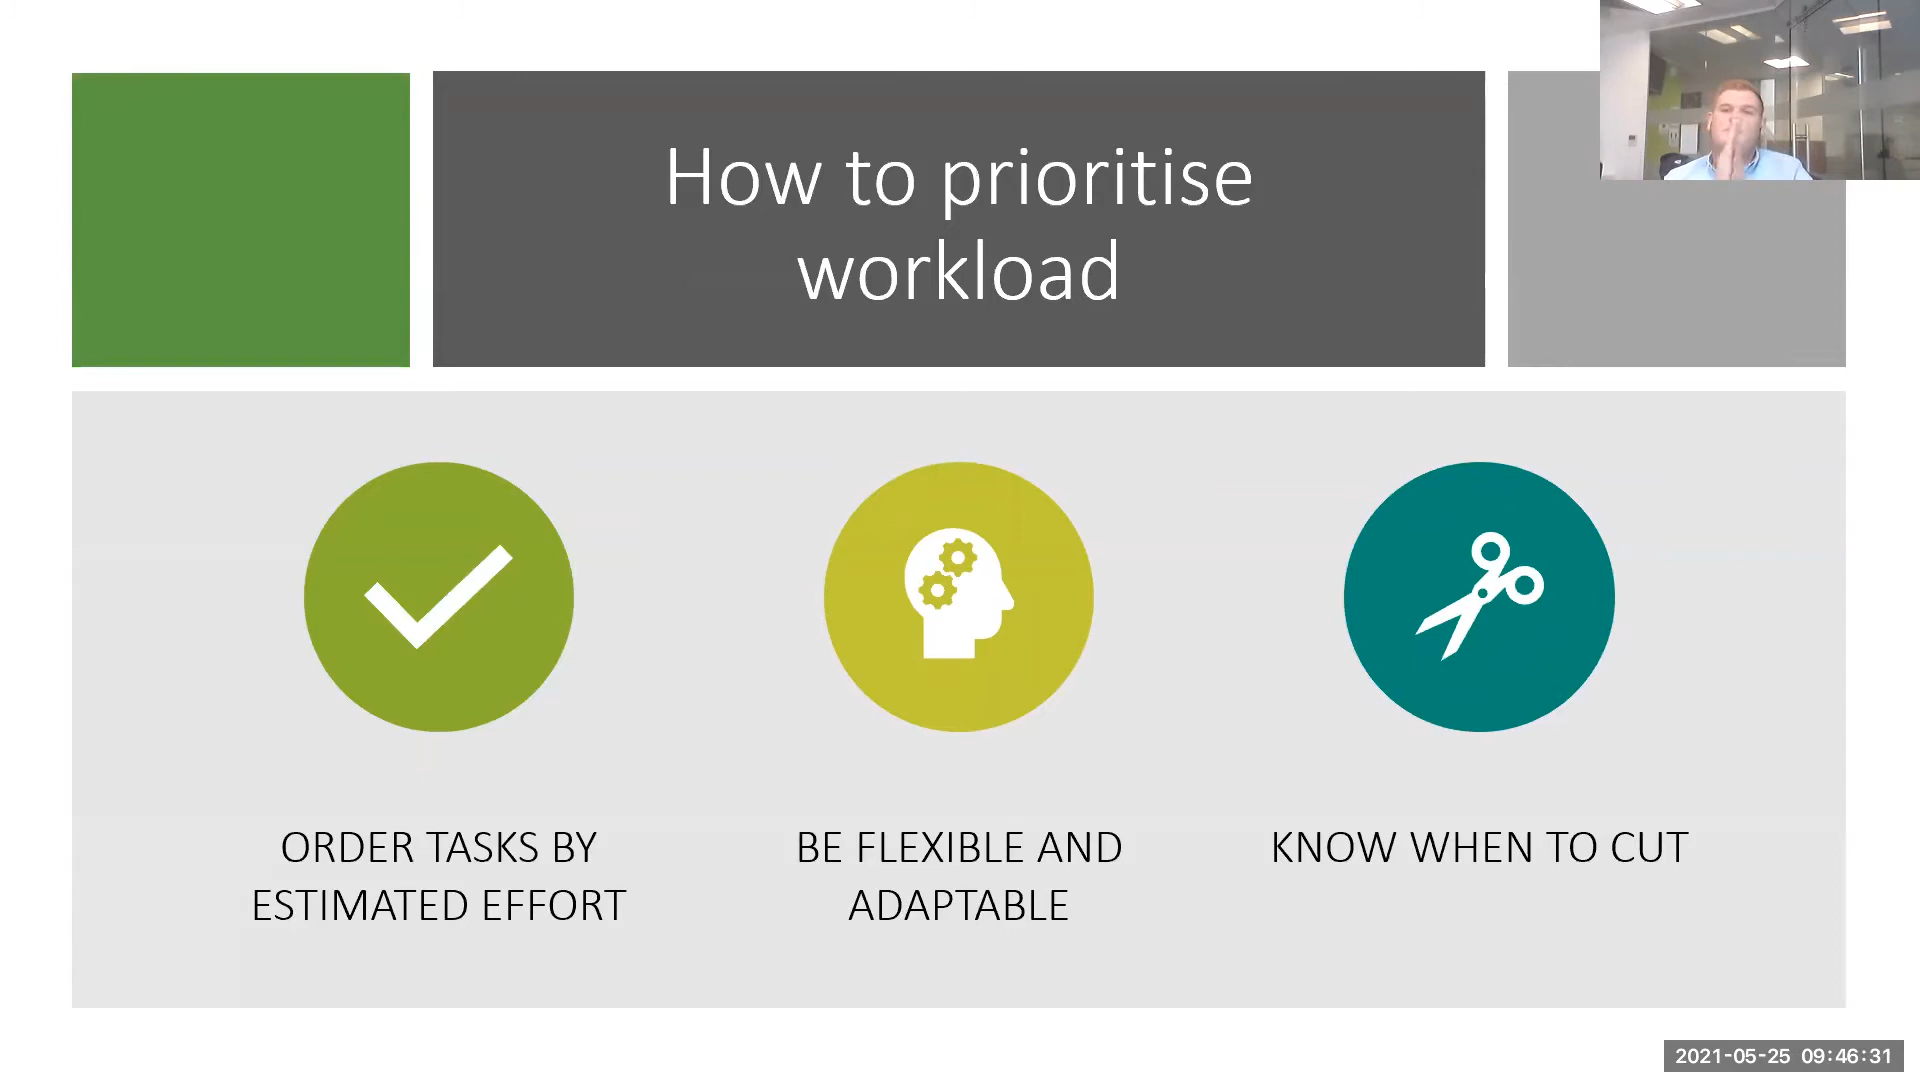 How to prioritise
workload
ORDER TASKS BY
ESTIMATED EFFORT
BE FLEXIBLE AND
ADAPTABLE
KNOW WHEN TO CUT
2021-05-25 09:46:31